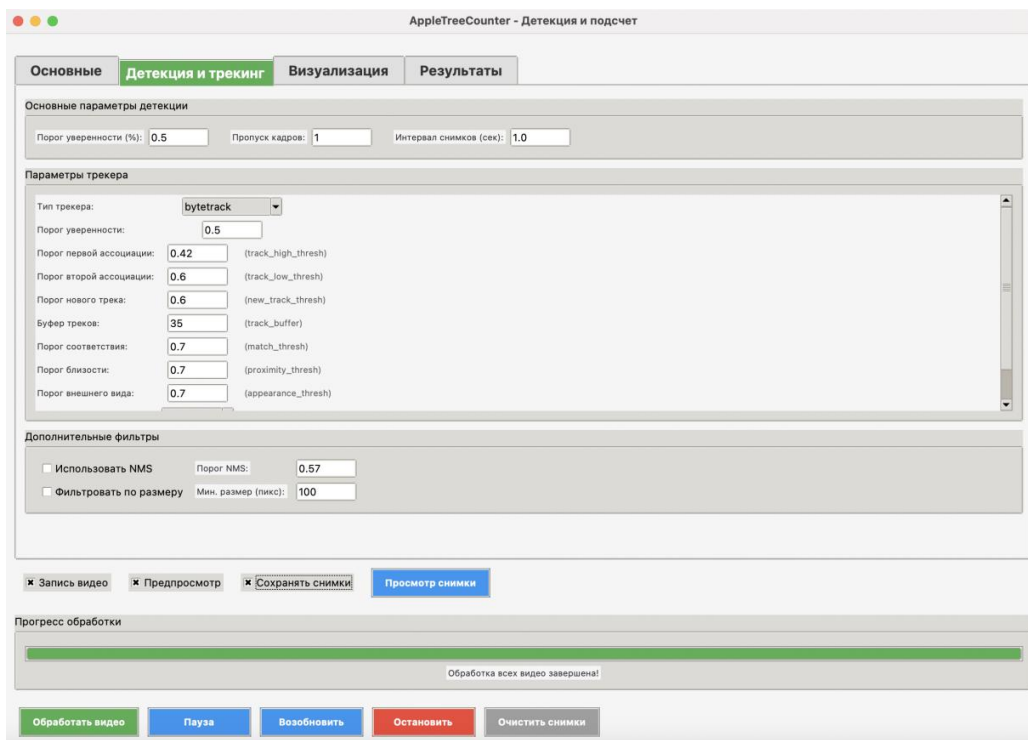 AppleTreeCounter - Детекция и подсчет
Основные Детекция и трекинг Визуализация Результаты
Основные параметры детекции
Порог уверенности (%): 0.5 Пропуск кадров: 1 Интервал снимков (сек): 1.0
Параметры трекера
Тип трекера: bytetrack
Порог уверенности: 0.5
Порог первой ассоциации: 0.42 (track_high_thresh)
Порог второй ассоциации: 0.6 (track_low_thresh)
Порог нового трека: 0.6 (new_track_thresh)
Буфер треков: 35 (track_buffer)
Порог соответствия: 0.7 (match_thresh)
Порог близости: 0.7 (proximity_thresh)
Порог внешнего вида: 0.7 (appearance_thresh)
Дополнительные фильтры
Использовать NMS Порог NMS: 0.57
Фильтровать по размеру Мин. размер (пикс): 100
Запись видео Предпросмотр Сохранять снимки Просмотр снимки
Прогресс обработки
Обработка всех видео завершена!
Обработать видео Пауза Возобновить Остановить Очистить снимки